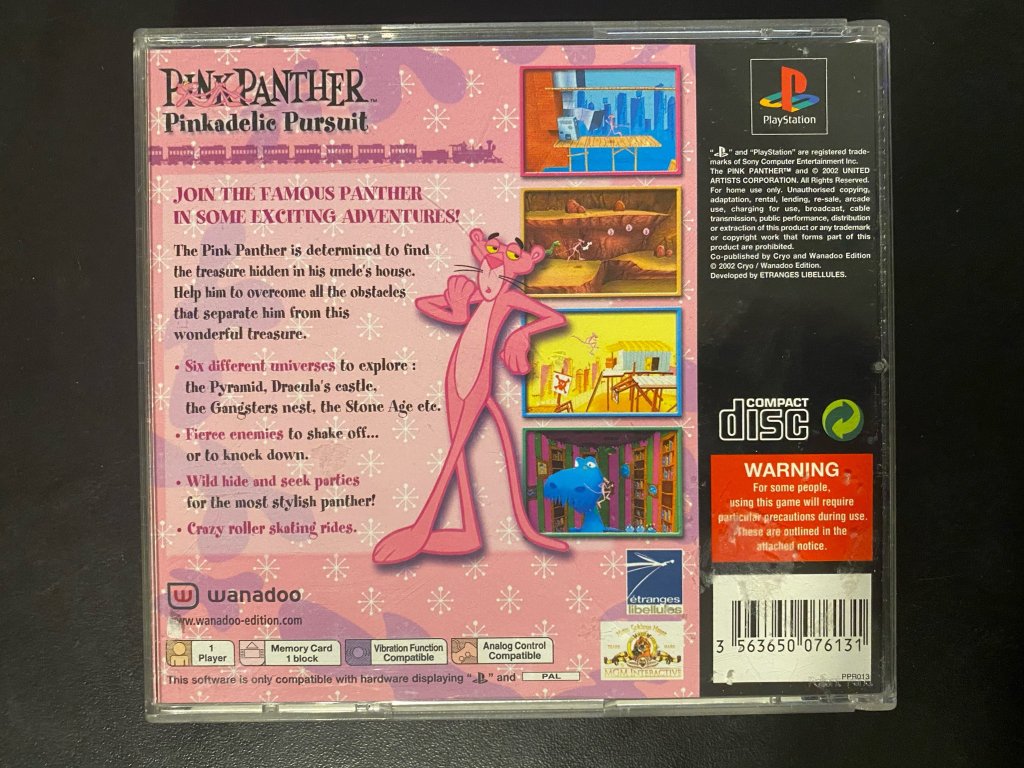 PINK PANTHER™
Pinkadelic Pursuit
JOIN THE FAMOUS PANTHER
IN SOME EXCITING ADVENTURES!
The Pink Panther is determined to find
the treasure hidden in his uncle's house.
Help him to overcome all the obstacles
that separate him from this
wonderful treasure.
• Six different universes to explore :
the Pyramid, Dracula's castle,
the Gangsters nest, the Stone Age etc.
• Fierce enemies to shake off...
or to knock down.
• Wild hide and seek parties
for the most stylish panther!
• Crazy roller skating rides.
wanadoo
www.wanadoo-edition.com
étranges
libellules
Metro Goldwyn Mayer
TRADE MARK
MGM INTERACTIVE
1
Player
Memory Card
1 block
Vibration Function
Compatible
Analog Control
Compatible
This software is only compatible with hardware displaying " " and PAL
PlayStation
" " and "PlayStation" are registered trade-
marks of Sony Computer Entertainment Inc.
The PINK PANTHER™ and © 2002 UNITED
ARTISTS CORPORATION. All Rights Reserved.
For home use only. Unauthorised copying,
adaptation, rental, lending, re-sale, arcade
use, charging for use, broadcast, cable
transmission, public performance, distribution
or extraction of this product or any trademark
or copyright work that forms part of this
product are prohibited.
Co-published by Cryo and Wanadoo Edition
© 2002 Cryo / Wanadoo Edition.
Developed by ETRANGES LIBELLULES.
COMPACT
disc
WARNING
For some people,
using this game will require
particular precautions during use.
These are outlined in the
attached notice.
3 563650 076131
PPR013